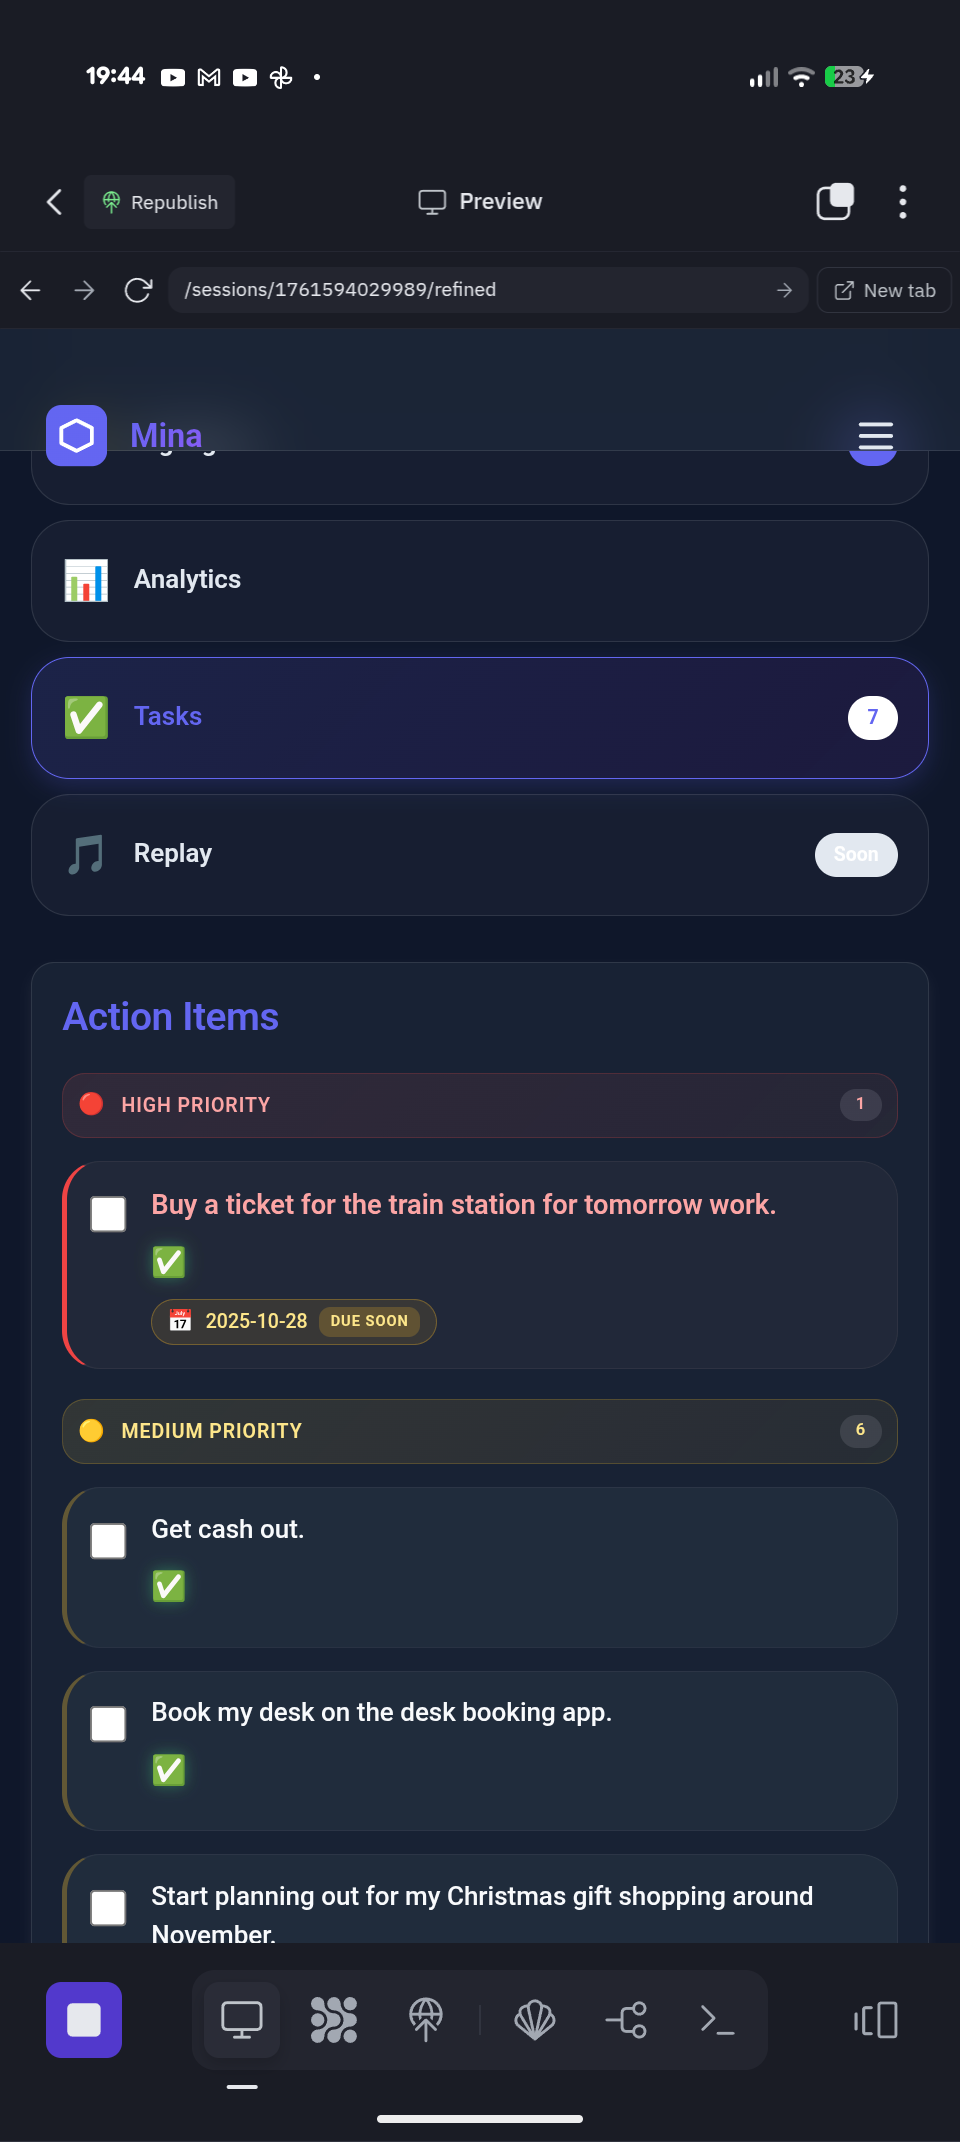 19:44
23
Republish
Preview
/sessions/1761594029989/refined
New tab
Mina
Analytics
Tasks
7
Replay
Soon
Action Items
HIGH PRIORITY
1
Buy a ticket for the train station for tomorrow work.
2025-10-28
DUE SOON
MEDIUM PRIORITY
6
Get cash out.
Book my desk on the desk booking app.
Start planning out for my Christmas gift shopping around
November.